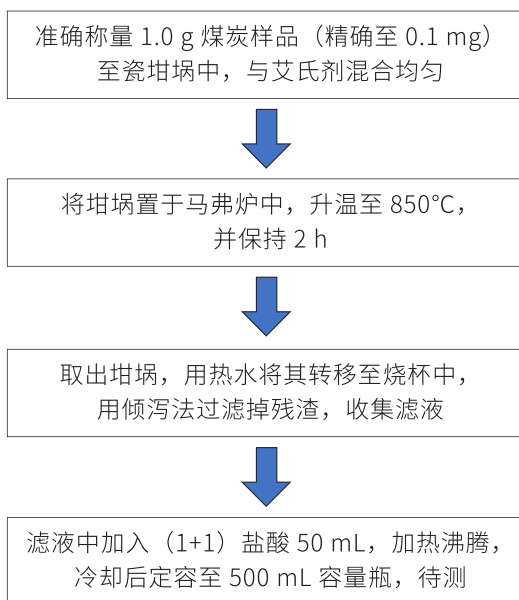 准确称量 1.0 g 煤炭样品（精确至 0.1 mg）
至瓷坩埚中，与艾氏剂混合均匀
将坩埚置于马弗炉中，升温至 850℃，
并保持 2 h
取出坩埚，用热水将其转移至烧杯中，
用倾泻法过滤掉残渣，收集滤液
滤液中加入（1+1）盐酸 50 mL，加热沸腾，
冷却后定容至 500 mL 容量瓶，待测